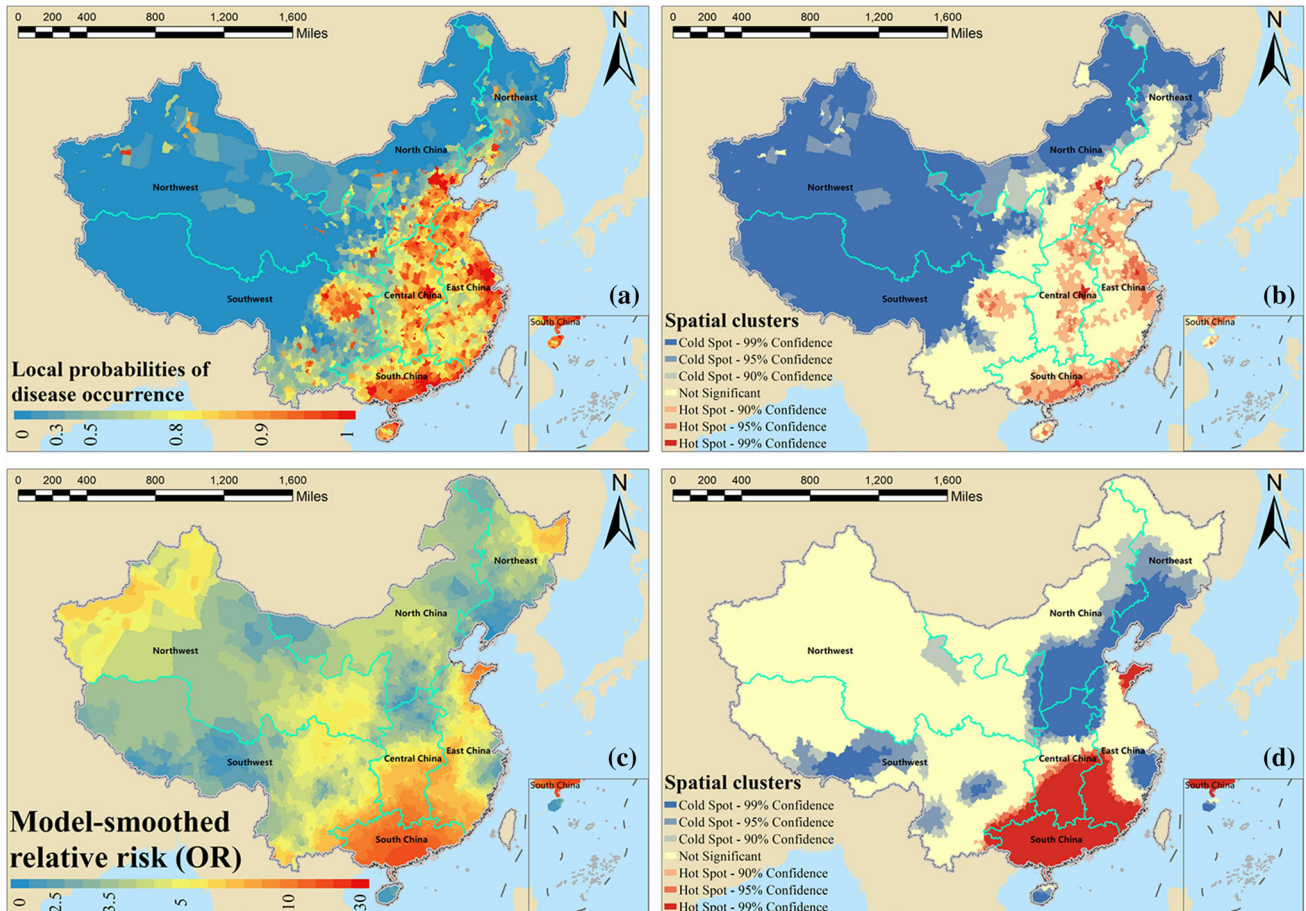 0 200 400 800 1,200 1,600
Miles
N
Northeast
North China
Northwest
Southwest
Central China
East China
South China
South China
(a)
Local probabilities of
disease occurrence
0 0.3 0.5 0.8 0.9 1
0 200 400 800 1,200 1,600
Miles
N
Northeast
North China
Northwest
Southwest
Central China
East China
South China
South China
(b)
Spatial clusters
Cold Spot - 99% Confidence
Cold Spot - 95% Confidence
Cold Spot - 90% Confidence
Not Significant
Hot Spot - 90% Confidence
Hot Spot - 95% Confidence
Hot Spot - 99% Confidence
0 200 400 800 1,200 1,600
Miles
N
Northeast
North China
Northwest
Southwest
Central China
East China
South China
South China
(c)
Model-smoothed
relative risk (OR)
0 2.5 3.5 5 10 30
0 200 400 800 1,200 1,600
Miles
N
Northeast
North China
Northwest
Southwest
Central China
East China
South China
South China
(d)
Spatial clusters
Cold Spot - 99% Confidence
Cold Spot - 95% Confidence
Cold Spot - 90% Confidence
Not Significant
Hot Spot - 90% Confidence
Hot Spot - 95% Confidence
Hot Spot - 99% Confidence